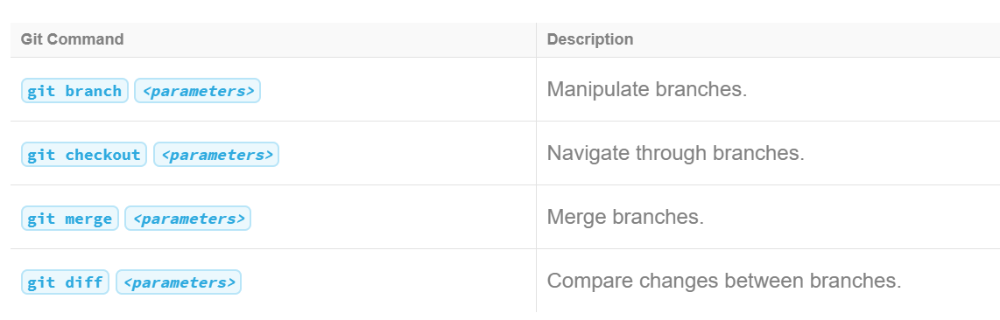 Git Command Description
git branch <parameters> Manipulate branches.
git checkout <parameters> Navigate through branches.
git merge <parameters> Merge branches.
git diff <parameters> Compare changes between branches.